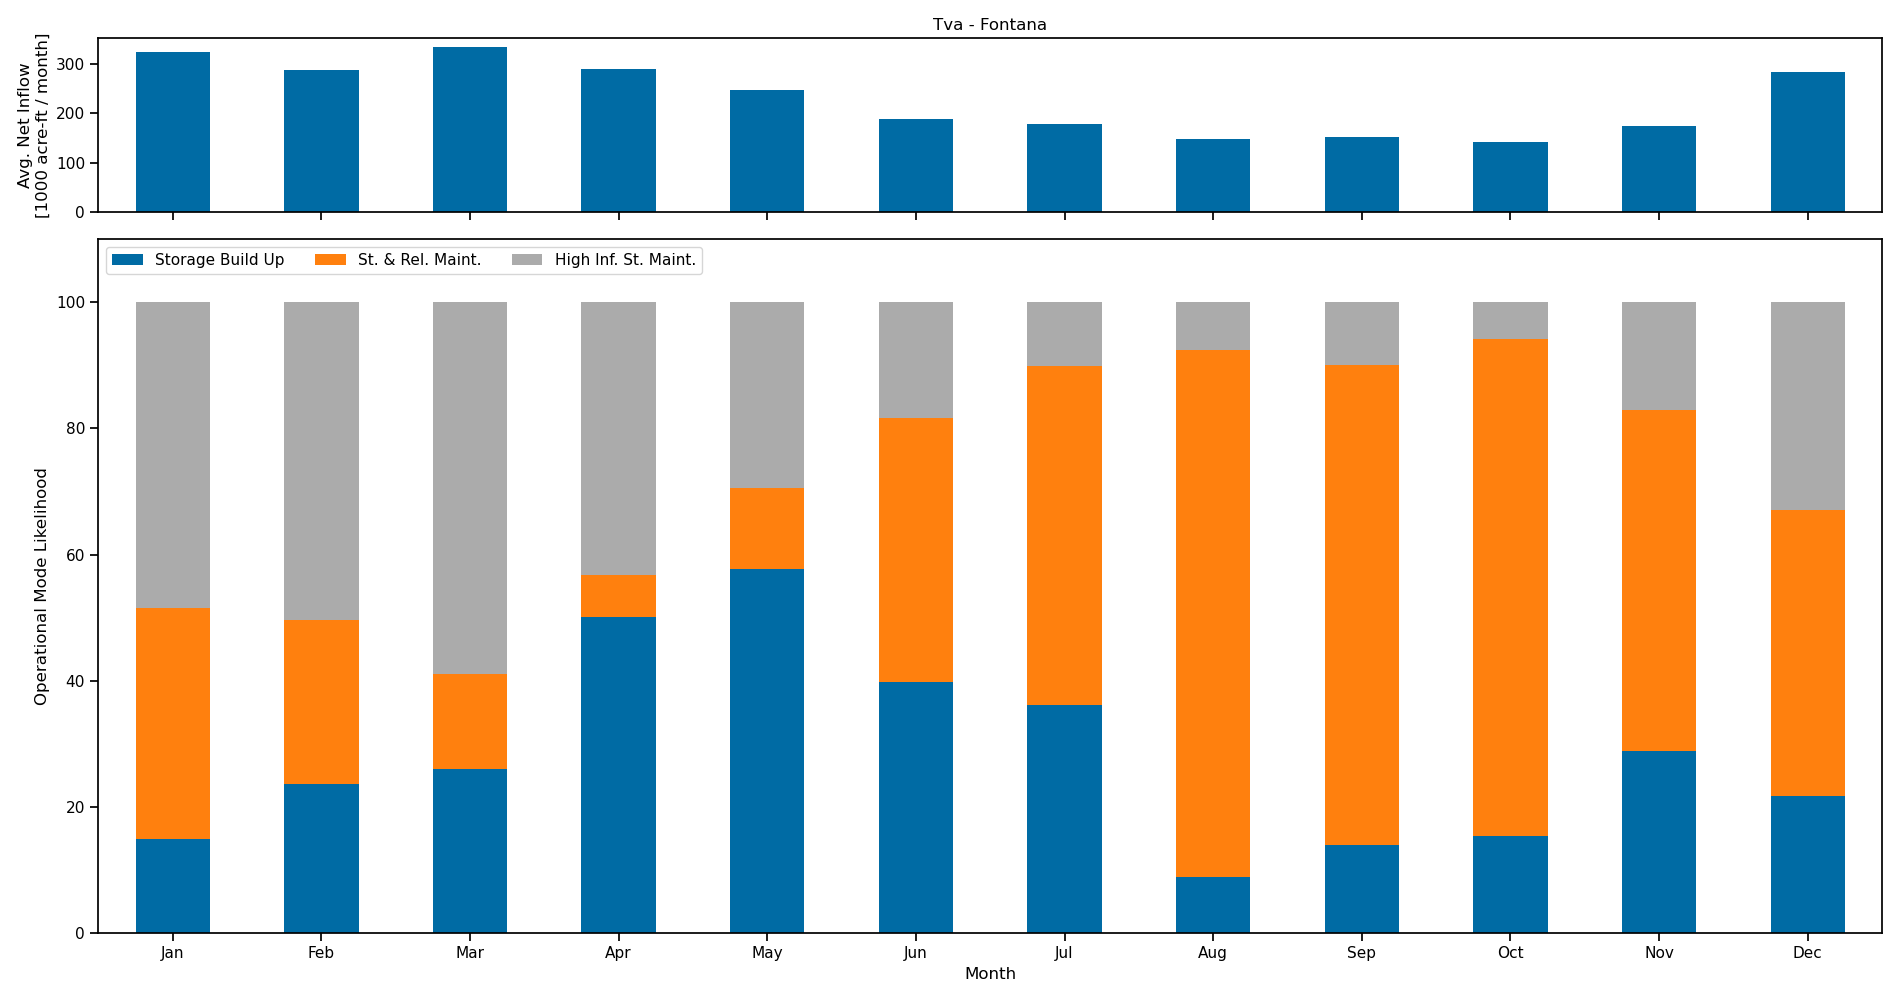 Tva - Fontana
Avg. Net Inflow
[1000 acre-ft / month]
300
200
100
0
Storage Build Up
St. & Rel. Maint.
High Inf. St. Maint.
Operational Mode Likelihood
100
80
60
40
20
0
Jan
Feb
Mar
Apr
May
Jun
Jul
Aug
Sep
Oct
Nov
Dec
Month